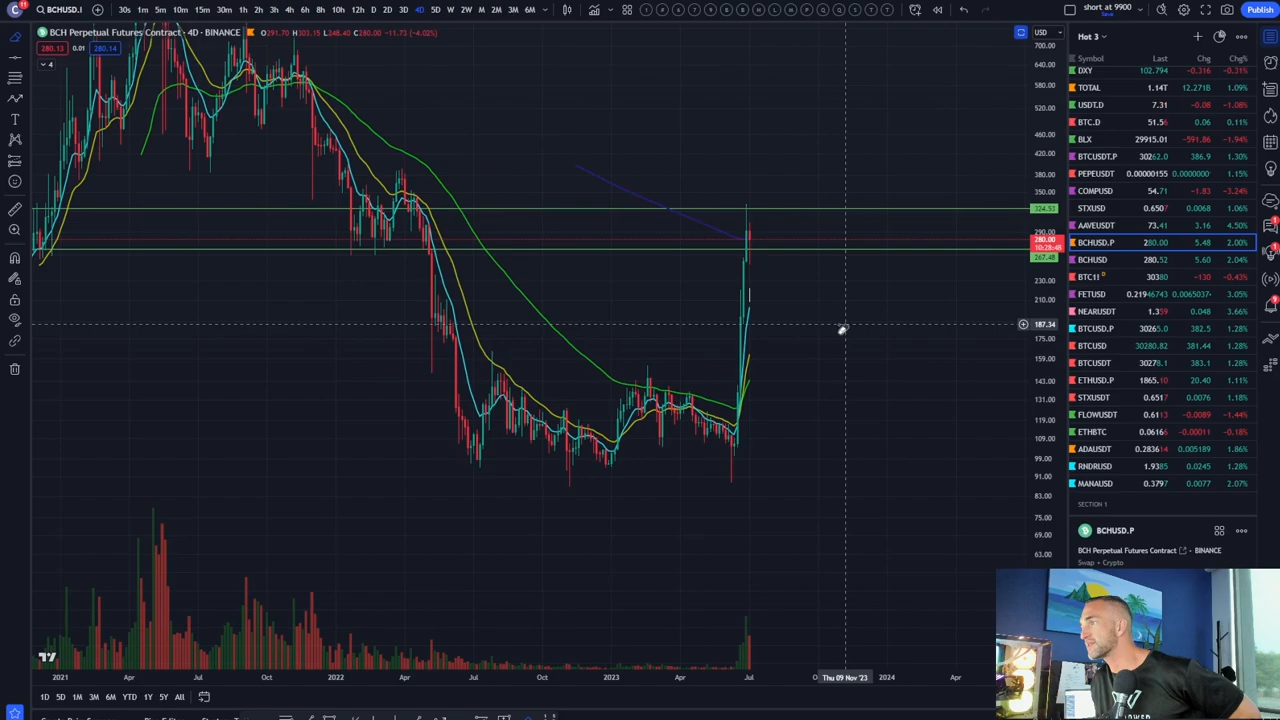 BCHUSD.I
30s 1m 5m 10m 15m 30m 1h 2h 3h 4h 6h 12h D 2D 3D 4D 5D W 2W M 2M 3M 6M
short at 9900
Save
Publish
BCH Perpetual Futures Contract · 4D · BINANCE O291.70 H303.15 L248.40 C280.00 −11.73 (−4.02%)
280.13 0.01 280.14
4
USD
700.00
640.00
580.00
520.00
460.00
420.00
380.00
350.00
324.53
290.00
280.00
10:28:48
267.48
230.00
210.00
187.34
175.00
159.00
143.00
131.00
119.00
109.00
99.00
91.00
83.00
75.00
69.00
63.00
2021 Apr Jul Oct 2022 Apr Jul Oct 2023 Apr Jul Thu 09 Nov '23 2024 Apr
1D 5D 1M 3M 6M YTD 1Y 5Y All
Hot 3
Symbol Last Chg Chg%
DXY 102.794 −0.316 −0.31%
TOTAL 1.14T 12.271B 1.09%
USDT.D 7.31 −0.08 −1.08%
BTC.D 51.56 0.06 0.11%
BLX 29915.01 −591.86 −1.94%
BTCUSDT.P 30262.0 386.9 1.30%
PEPEUSDT 0.00000155 0.0000000 1.15%
COMPUSD 54.71 −1.83 −3.24%
STXUSD 0.6507 0.0068 1.06%
AAVEUSDT 73.41 3.16 4.50%
BCHUSD.P 280.00 5.48 2.00%
BCHUSD 280.52 5.60 2.04%
BTC1! D 30380 −130 −0.43%
FETUSD 0.21946743 0.0065037 3.05%
NEARUSDT 1.359 0.048 3.66%
BTCUSD.P 30265.0 382.5 1.28%
BTCUSD 30280.82 381.44 1.28%
BTCUSDT 30278.1 383.1 1.28%
ETHUSD.P 1865.10 20.40 1.11%
STXUSDT 0.6517 0.0076 1.18%
FLOWUSDT 0.6113 −0.0089 −1.44%
ETHBTC 0.06166 −0.00011 −0.18%
ADAUSDT 0.283614 0.005189 1.86%
RNDRUSD 1.9385 0.0245 1.28%
MANAUSD 0.3797 0.0077 2.07%
SECTION 1
BCHUSD.P
BCH Perpetual Futures Contract · BINANCE
Swap • Crypto